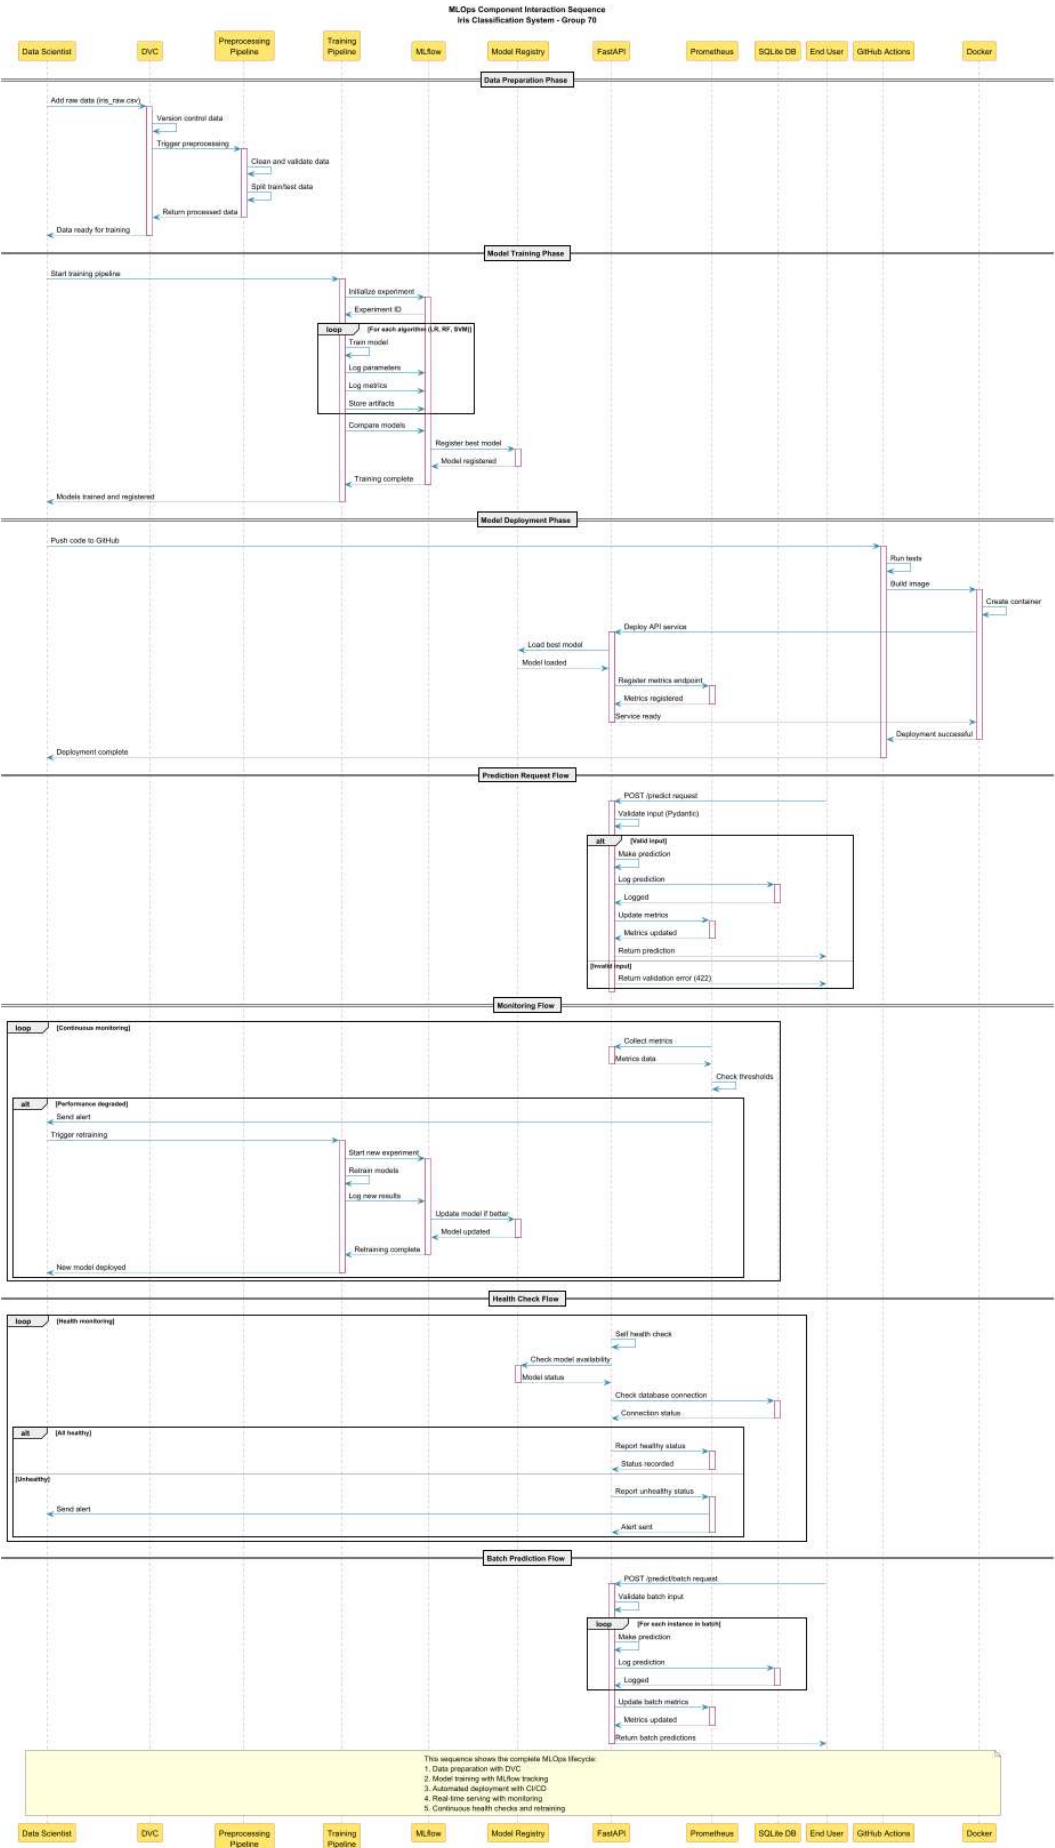 MLOps Component Interaction Sequence
Iris Classification System - Group 70
Data Scientist
DVC
Preprocessing
Pipeline
Training
Pipeline
MLflow
Model Registry
FastAPI
Prometheus
SQLite DB
End User
GitHub Actions
Docker
Data Preparation Phase
Add raw data (iris_raw.csv)
Version control data
Trigger preprocessing
Clean and validate data
Split train/test data
Return processed data
Data ready for training
Model Training Phase
Start training pipeline
Initialize experiment
Experiment ID
loop [For each algorithm (LR, RF, SVM)]
Train model
Log parameters
Log metrics
Store artifacts
Compare models
Register best model
Model registered
Training complete
Models trained and registered
Model Deployment Phase
Push code to GitHub
Run tests
Build image
Create container
Deploy API service
Load best model
Model loaded
Register metrics endpoint
Metrics registered
Service ready
Deployment successful
Deployment complete
Prediction Request Flow
POST /predict request
Validate input (Pydantic)
alt [Valid input]
Make prediction
Log prediction
Logged
Update metrics
Metrics updated
Return prediction
[Invalid input]
Return validation error (422)
Monitoring Flow
loop [Continuous monitoring]
Collect metrics
Metrics data
Check thresholds
alt [Performance degraded]
Send alert
Trigger retraining
Start new experiment
Retrain models
Log new results
Update model if better
Model updated
Retraining complete
New model deployed
Health Check Flow
loop [Health monitoring]
Self health check
Check model availability
Model status
Check database connection
Connection status
alt [All healthy]
Report healthy status
Status recorded
[Unhealthy]
Report unhealthy status
Send alert
Alert sent
Batch Prediction Flow
POST /predict/batch request
Validate batch input
loop [For each instance in batch]
Make prediction
Log prediction
Logged
Update batch metrics
Metrics updated
Return batch predictions
This sequence shows the complete MLOps lifecycle:
1. Data preparation with DVC
2. Model training with MLflow tracking
3. Automated deployment with CI/CD
4. Real-time serving with monitoring
5. Continuous health checks and retraining
Data Scientist
DVC
Preprocessing
Pipeline
Training
Pipeline
MLflow
Model Registry
FastAPI
Prometheus
SQLite DB
End User
GitHub Actions
Docker